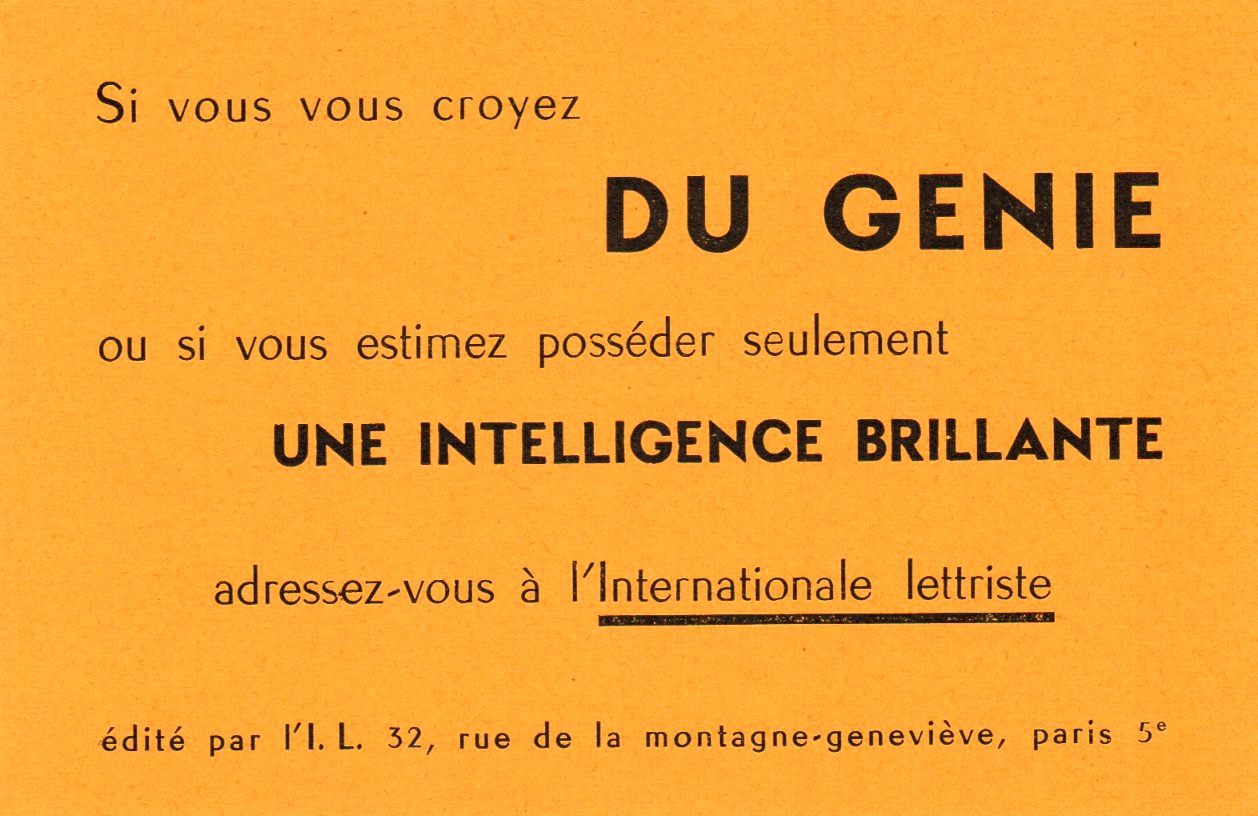 Si vous vous croyez
DU GENIE
ou si vous estimez posséder seulement
UNE INTELLIGENCE BRILLANTE
adressez-vous à l'Internationale lettriste
édité par l'I. L. 32, rue de la montagne-geneviève, paris 5e